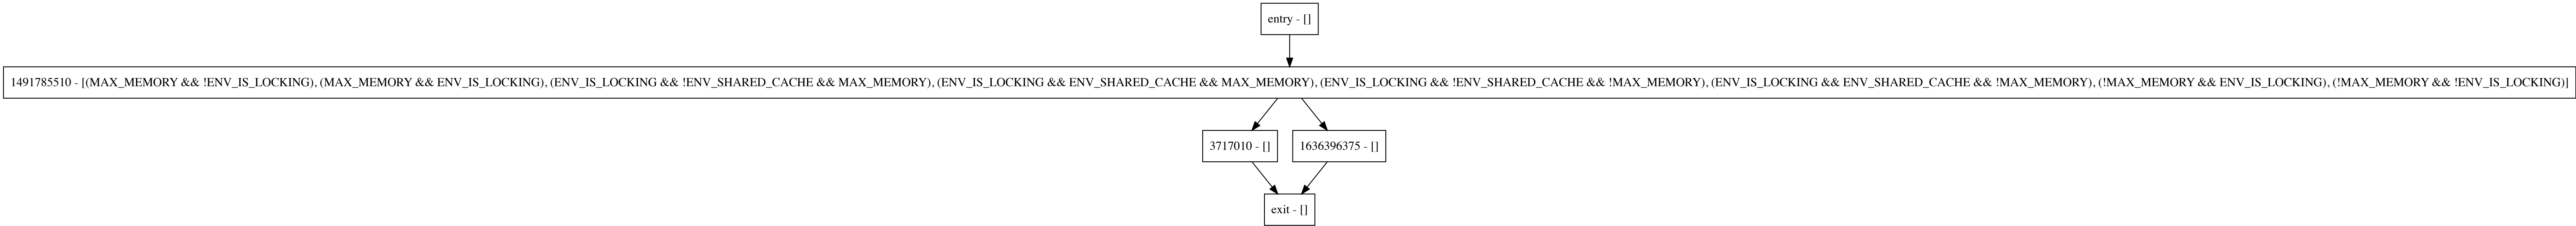 entry - []
1491785510 - [(MAX_MEMORY && !ENV_IS_LOCKING), (MAX_MEMORY && ENV_IS_LOCKING), (ENV_IS_LOCKING && !ENV_SHARED_CACHE && MAX_MEMORY), (ENV_IS_LOCKING && ENV_SHARED_CACHE && MAX_MEMORY), (ENV_IS_LOCKING && !ENV_SHARED_CACHE && !MAX_MEMORY), (ENV_IS_LOCKING && ENV_SHARED_CACHE && !MAX_MEMORY), (!MAX_MEMORY && ENV_IS_LOCKING), (!MAX_MEMORY && !ENV_IS_LOCKING)]
3717010 - []
1636396375 - []
exit - []